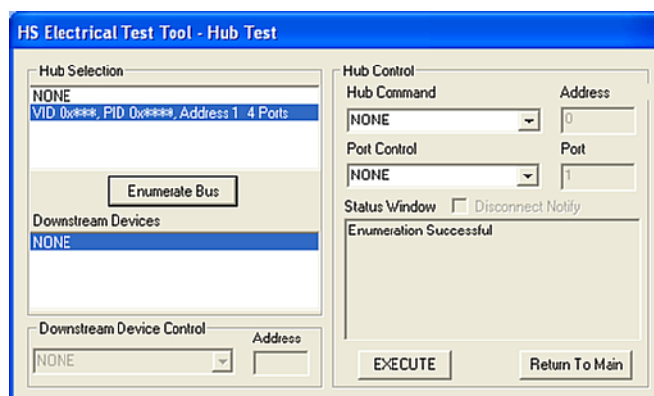 HS Electrical Test Tool - Hub Test
Hub Selection
NONE
VID 0x***, PID 0x****, Address 1 4 Ports
Enumerate Bus
Downstream Devices
NONE
Downstream Device Control
Address
NONE
Hub Control
Hub Command
Address
NONE
0
Port Control
Port
NONE
1
Status Window
Disconnect Notify
Enumeration Successful
EXECUTE
Return To Main